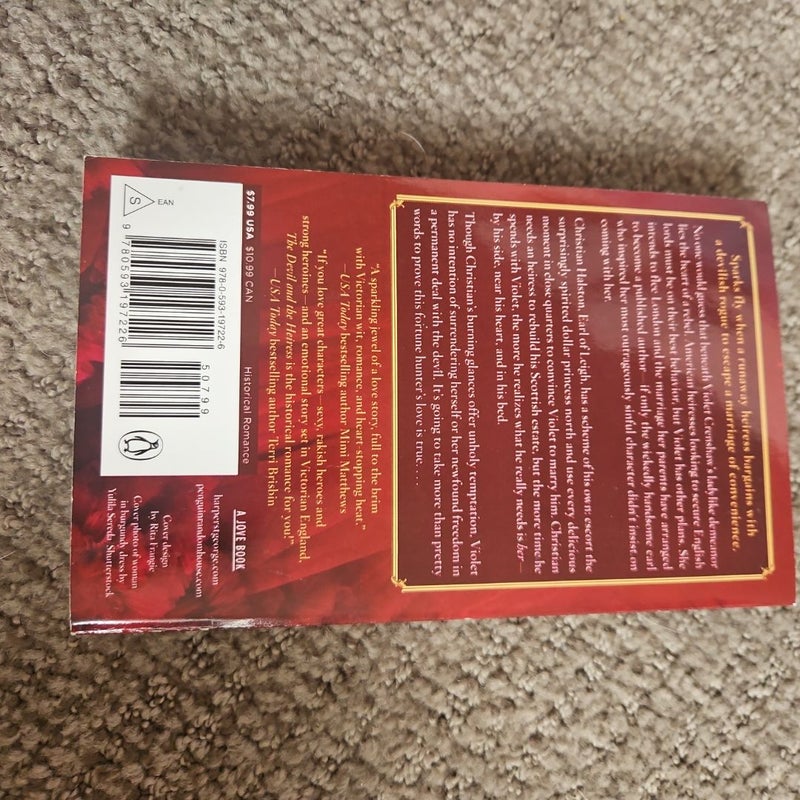 Sparks fly when a runaway heiress bargains with
a devilish rogue to escape a marriage of convenience.
No one would guess that beneath Violet Crenshaw's ladylike demeanor
lies the heart of a rebel. American heiresses looking to secure English
lords must be on their best behavior, but Violet has other plans. She
intends to flee London and the marriage her parents have arranged
to become a published author—if only the wickedly handsome earl
who inspired her most outrageously sinful character didn't insist on
coming with her.
Christian Halston, Earl of Leigh, has a scheme of his own: escort the
surprisingly spirited dollar princess north and use every delicious
moment in close quarters to convince Violet to marry him. Christian
needs an heiress to rebuild his Scottish estate, but the more time he
spends with Violet, the more he realizes what he really needs is her—
by his side, near his heart, and in his bed.
Though Christian's burning glances offer unholy temptation, Violet
has no intention of surrendering herself or her newfound freedom in
a permanent deal with the devil. It's going to take more than pretty
words to prove this fortune hunter's love is true....
"A sparkling jewel of a love story, full to the brim
with Victorian wit, romance, and heart-stopping heat."
—USA Today bestselling author Mimi Matthews
"If you love great characters—sexy, rakish heroes and
strong heroines—and an emotional story set in Victorian England,
The Devil and the Heiress is the historical romance for you!"
—USA Today bestselling author Terri Brisbin
$7.99 USA $10.99 CAN
Historical Romance
ISBN 978-0-593-19722-6
EAN
S
9 780593 197226
50799
A JOVE BOOK
harperstgeorge.com
penguinrandomhouse.com
Cover design
by Rita Frangie
Cover photo of woman
in burgundy dress by
Yuliia Sereda/Shutterstock